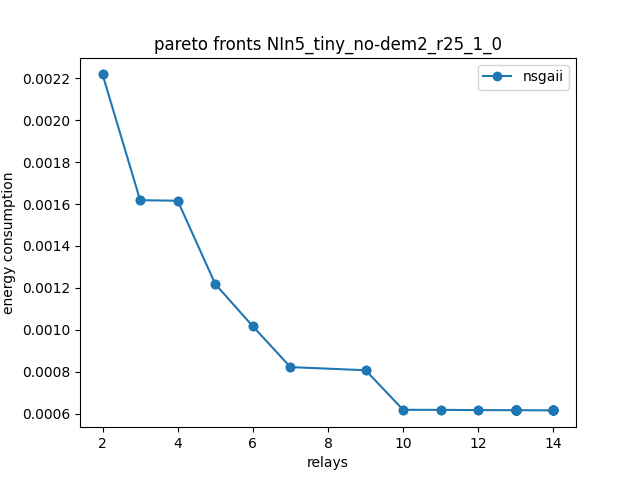 pareto fronts NIn5_tiny_no-dem2_r25_1_0
nsgaii
energy consumption
0.0022
0.0020
0.0018
0.0016
0.0014
0.0012
0.0010
0.0008
0.0006
2 4 6 8 10 12 14
relays